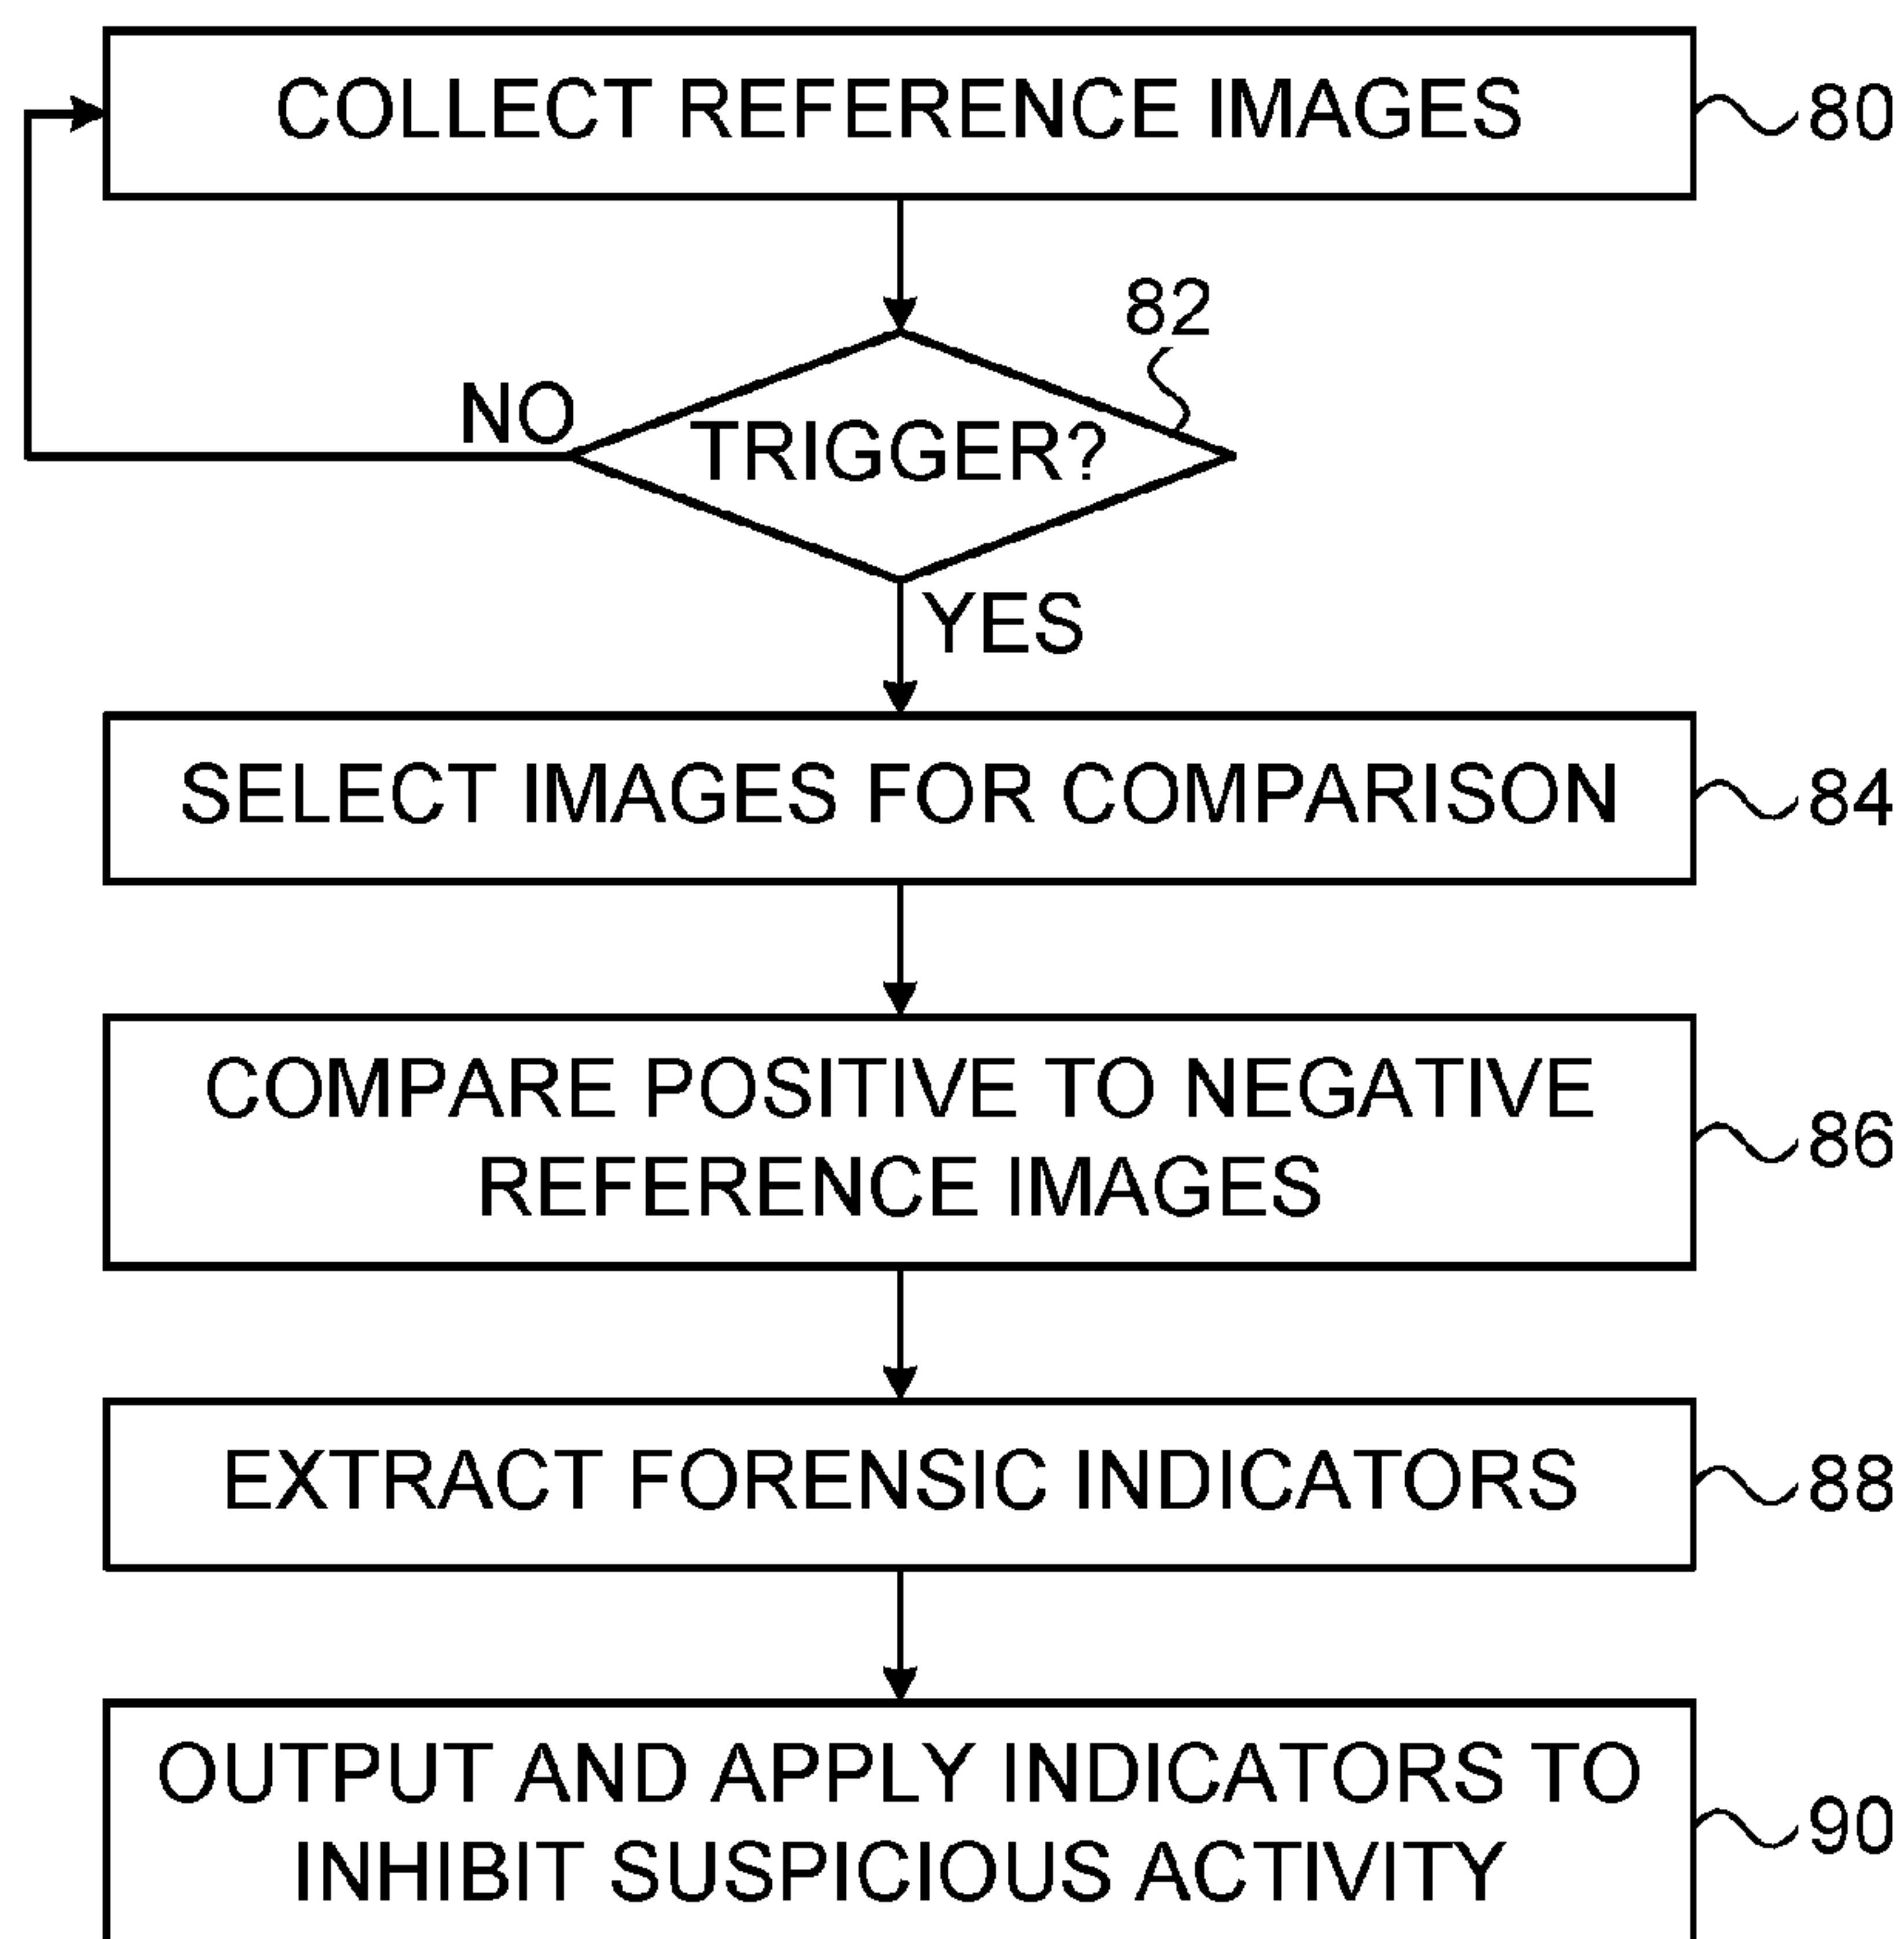 COLLECT REFERENCE IMAGES
80
82
NO
TRIGGER?
YES
SELECT IMAGES FOR COMPARISON
84
COMPARE POSITIVE TO NEGATIVE
REFERENCE IMAGES
86
EXTRACT FORENSIC INDICATORS
88
OUTPUT AND APPLY INDICATORS TO
INHIBIT SUSPICIOUS ACTIVITY
90